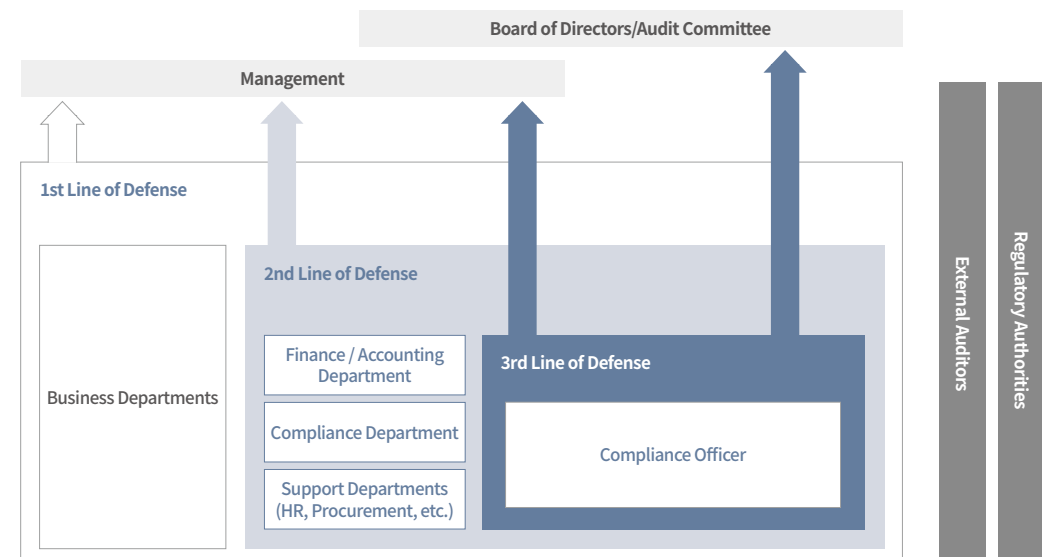 Board of Directors/Audit Committee
Management
1st Line of Defense
2nd Line of Defense
Finance / Accounting
Department
3rd Line of Defense
Business Departments
Compliance Department
Compliance Officer
Support Departments
(HR, Procurement, etc.)
External Auditors
Regulatory Authorities